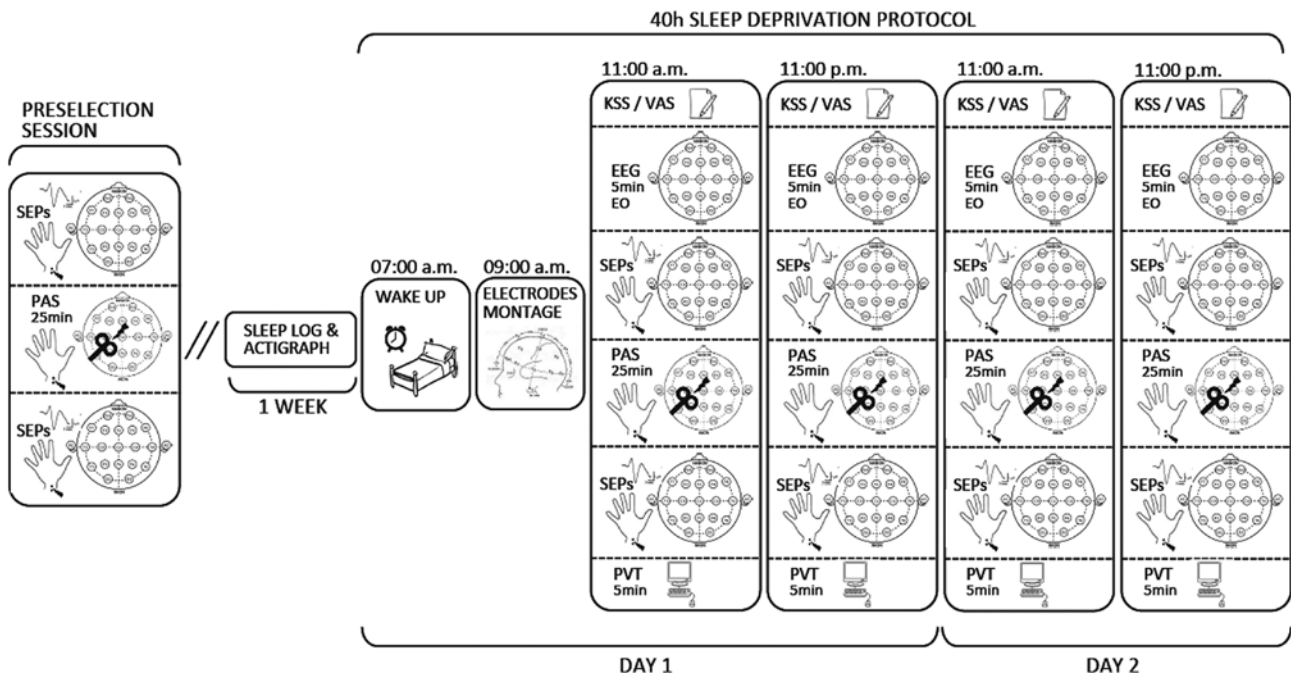 40h SLEEP DEPRIVATION PROTOCOL
PRESELECTION
SESSION
SEPs
PAS
25min
SEPs
SLEEP LOG &
ACTIGRAPH
1 WEEK
07:00 a.m.
WAKE UP
09:00 a.m.
ELECTRODES
MONTAGE
11:00 a.m.
KSS / VAS
EEG
5min
EO
SEPs
PAS
25min
SEPs
PVT
5min
11:00 p.m.
KSS / VAS
EEG
5min
EO
SEPs
PAS
25min
SEPs
PVT
5min
11:00 a.m.
KSS / VAS
EEG
5min
EO
SEPs
PAS
25min
SEPs
PVT
5min
11:00 p.m.
KSS / VAS
EEG
5min
EO
SEPs
PAS
25min
SEPs
PVT
5min
DAY 1
DAY 2